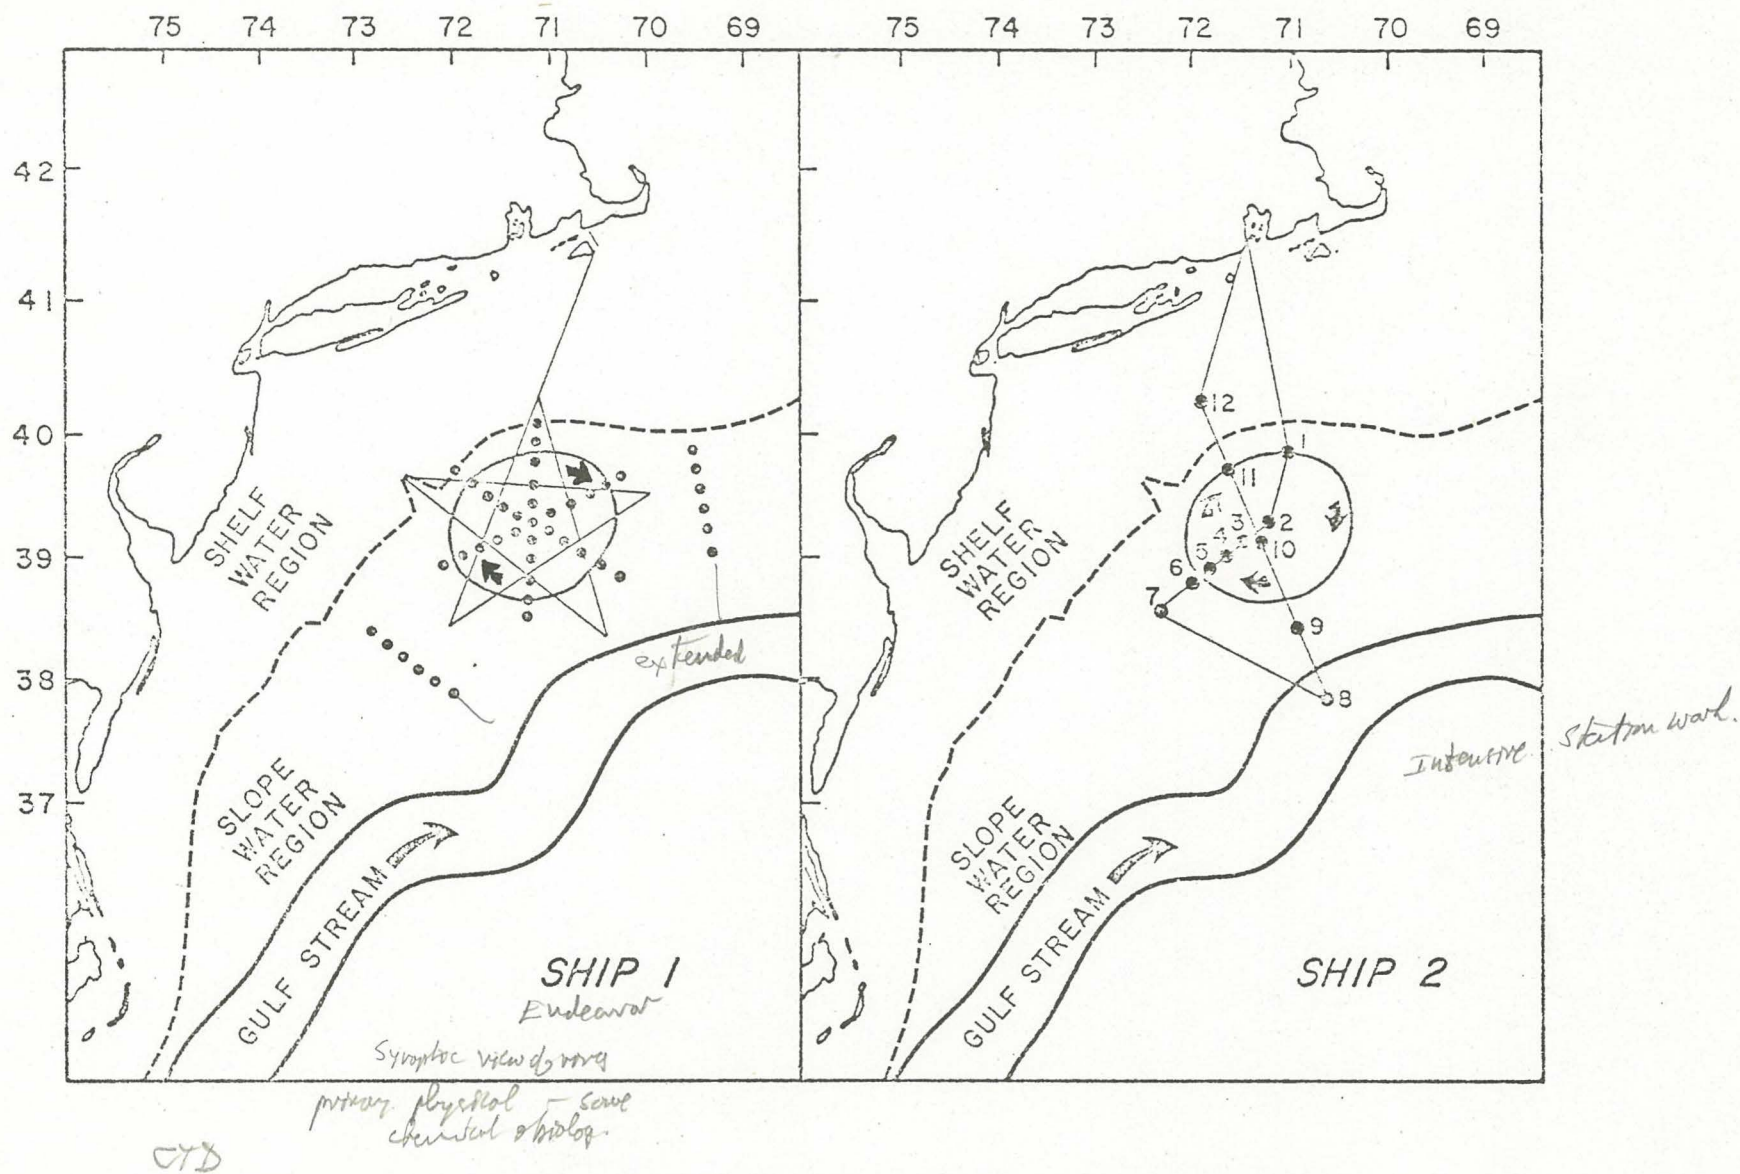 75 74 73 72 71 70 69
75 74 73 72 71 70 69
42
41
40
39
38
37
SHELF
WATER
REGION
SLOPE
WATER
REGION
GULF STREAM
extended
SHIP 1
Endeavor
view of
physical - some
chemical & biolog.
CTD
SHELF
WATER
REGION
SLOPE
WATER
REGION
GULF STREAM
12
1
11
2
3
4
10
5
6
7
9
8
SHIP 2
Intensive Station work.